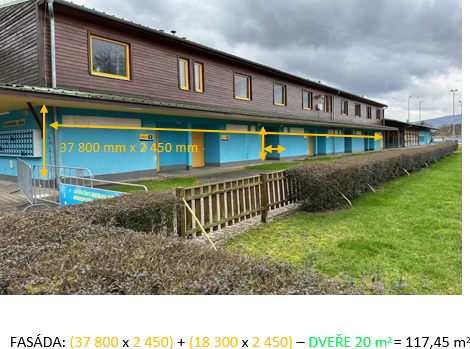 37 800 mm x 2 450 mm
FASÁDA: (37 800 x 2 450) + (18 300 x 2 450) – DVEŘE 20 m² = 117,45 m²